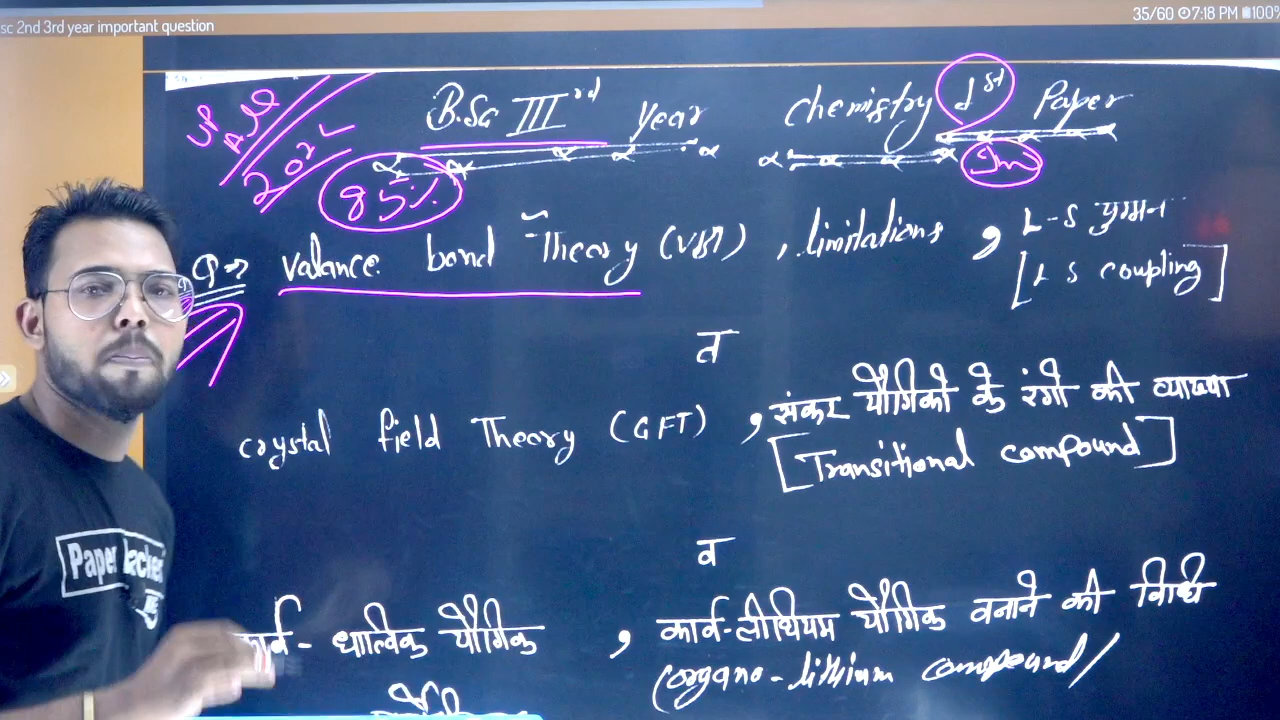 sc 2nd 3rd year important question
35/60 7:18 PM 100%
B.Sc III rd year chemistry 1st Paper
85%
Q⇒ valance bond Theory (VBT), limitations, L-S युग्मन
[L S coupling]
त
crystal field Theory (CFT), संकर यौगिकों के रंगों की व्याख्या
[Transitional compound]
व
कार्ब-धात्विक यौगिक, कार्ब-लीथियम यौगिक बनाने की विधि
(organo-lithium compound/
Paper